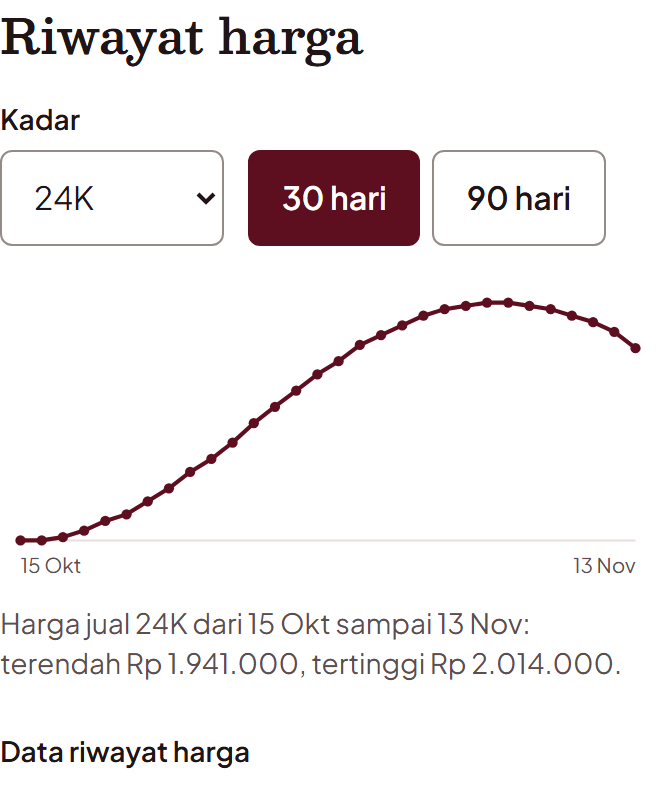 Riwayat harga
Kadar
24K
30 hari
90 hari
15 Okt
13 Nov
Harga jual 24K dari 15 Okt sampai 13 Nov:
terendah Rp 1.941.000, tertinggi Rp 2.014.000.
Data riwayat harga